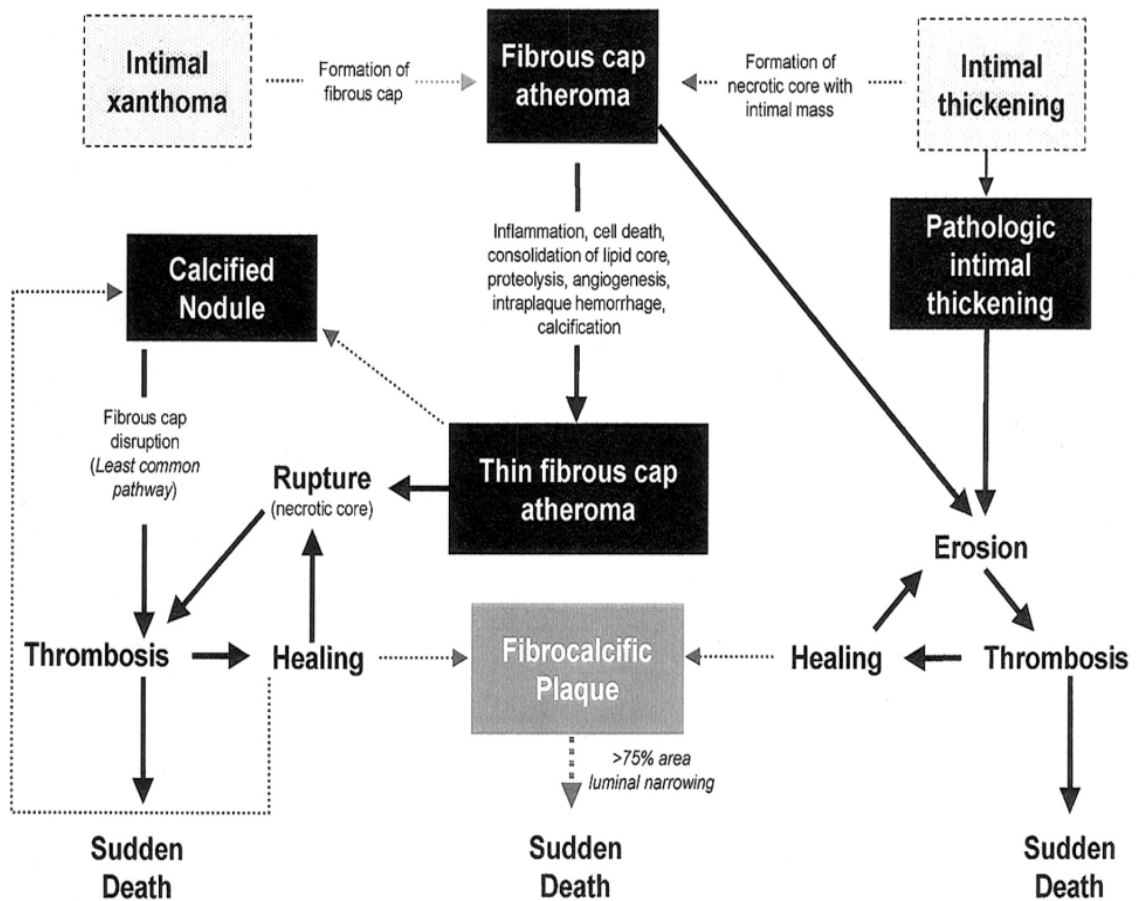 Intimal
xanthoma
Formation of
fibrous cap
Fibrous cap
atheroma
Formation of
necrotic core with
intimal mass
Intimal
thickening
Inflammation, cell death,
consolidation of lipid core,
proteolysis, angiogenesis,
intraplaque hemorrhage,
calcification
Pathologic
intimal
thickening
Calcified
Nodule
Fibrous cap
disruption
(Least common
pathway)
Rupture
(necrotic core)
Thin fibrous cap
atheroma
Erosion
Thrombosis
Healing
Fibrocalcific
Plaque
Healing
Thrombosis
>75% area
luminal narrowing
Sudden
Death
Sudden
Death
Sudden
Death